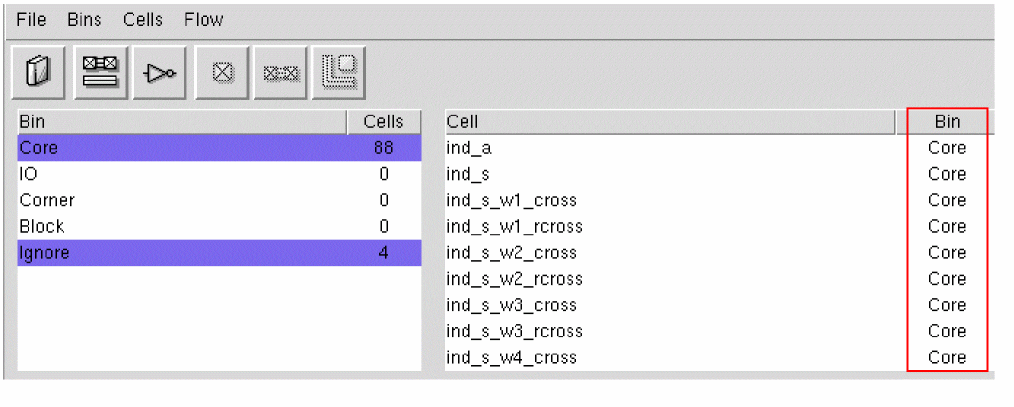 File Bins Cells Flow
Bin Cells Cell Bin
Core 88 ind_a Core
IO 0 ind_s Core
Corner 0 ind_s_w1_cross Core
Block 0 ind_s_w1_rcross Core
Ignore 4 ind_s_w2_cross Core
ind_s_w2_rcross Core
ind_s_w3_cross Core
ind_s_w3_rcross Core
ind_s_w4_cross Core